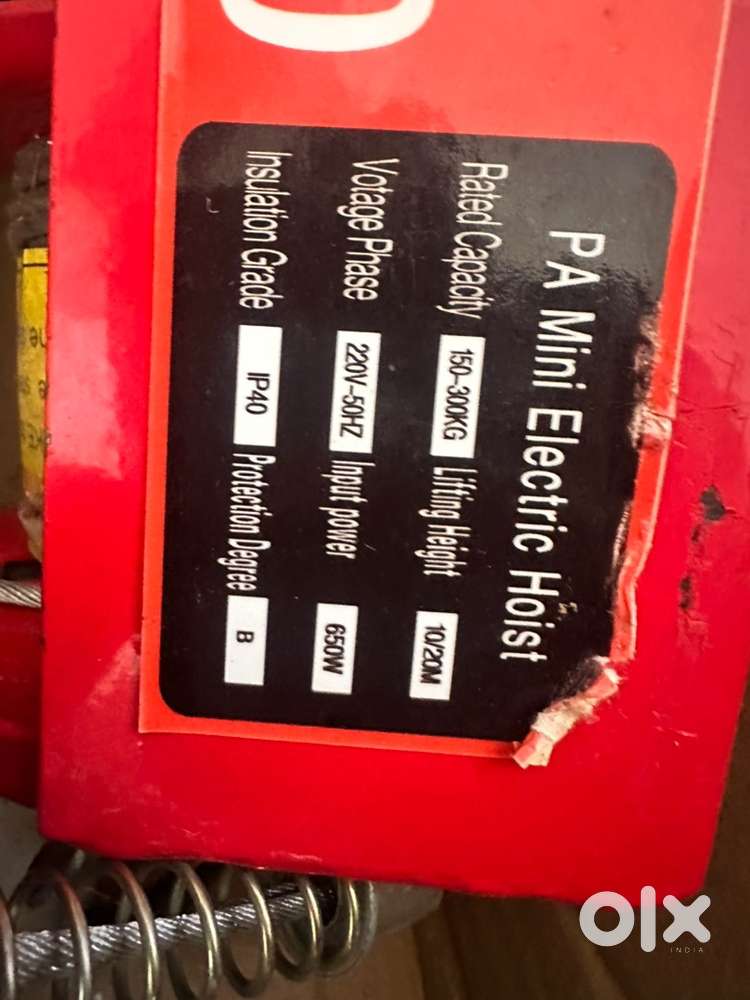 PA Mini Electric Hoist
Rated Capacity 150-300KG Lifting Height 10/20M
Votage Phase 220V~50HZ Input power 650W
Insulation Grade IP40 Protection Degree B
olx
INDIA